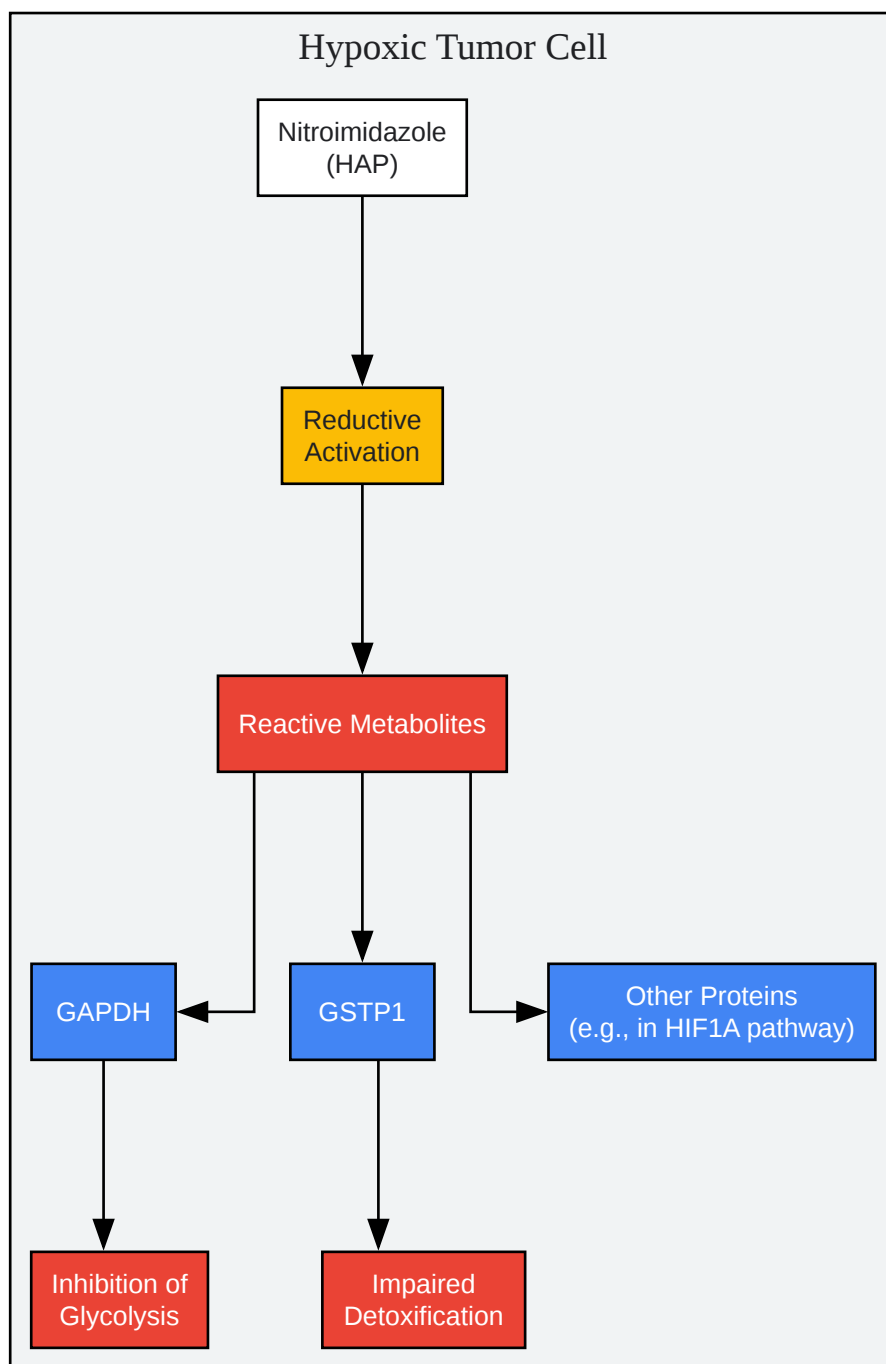 Hypoxic Tumor Cell
Nitroimidazole
(HAP)
Reductive
Activation
Reactive Metabolites
GAPDH
GSTP1
Other Proteins
(e.g., in HIF1A pathway)
Inhibition of
Glycolysis
Impaired
Detoxification